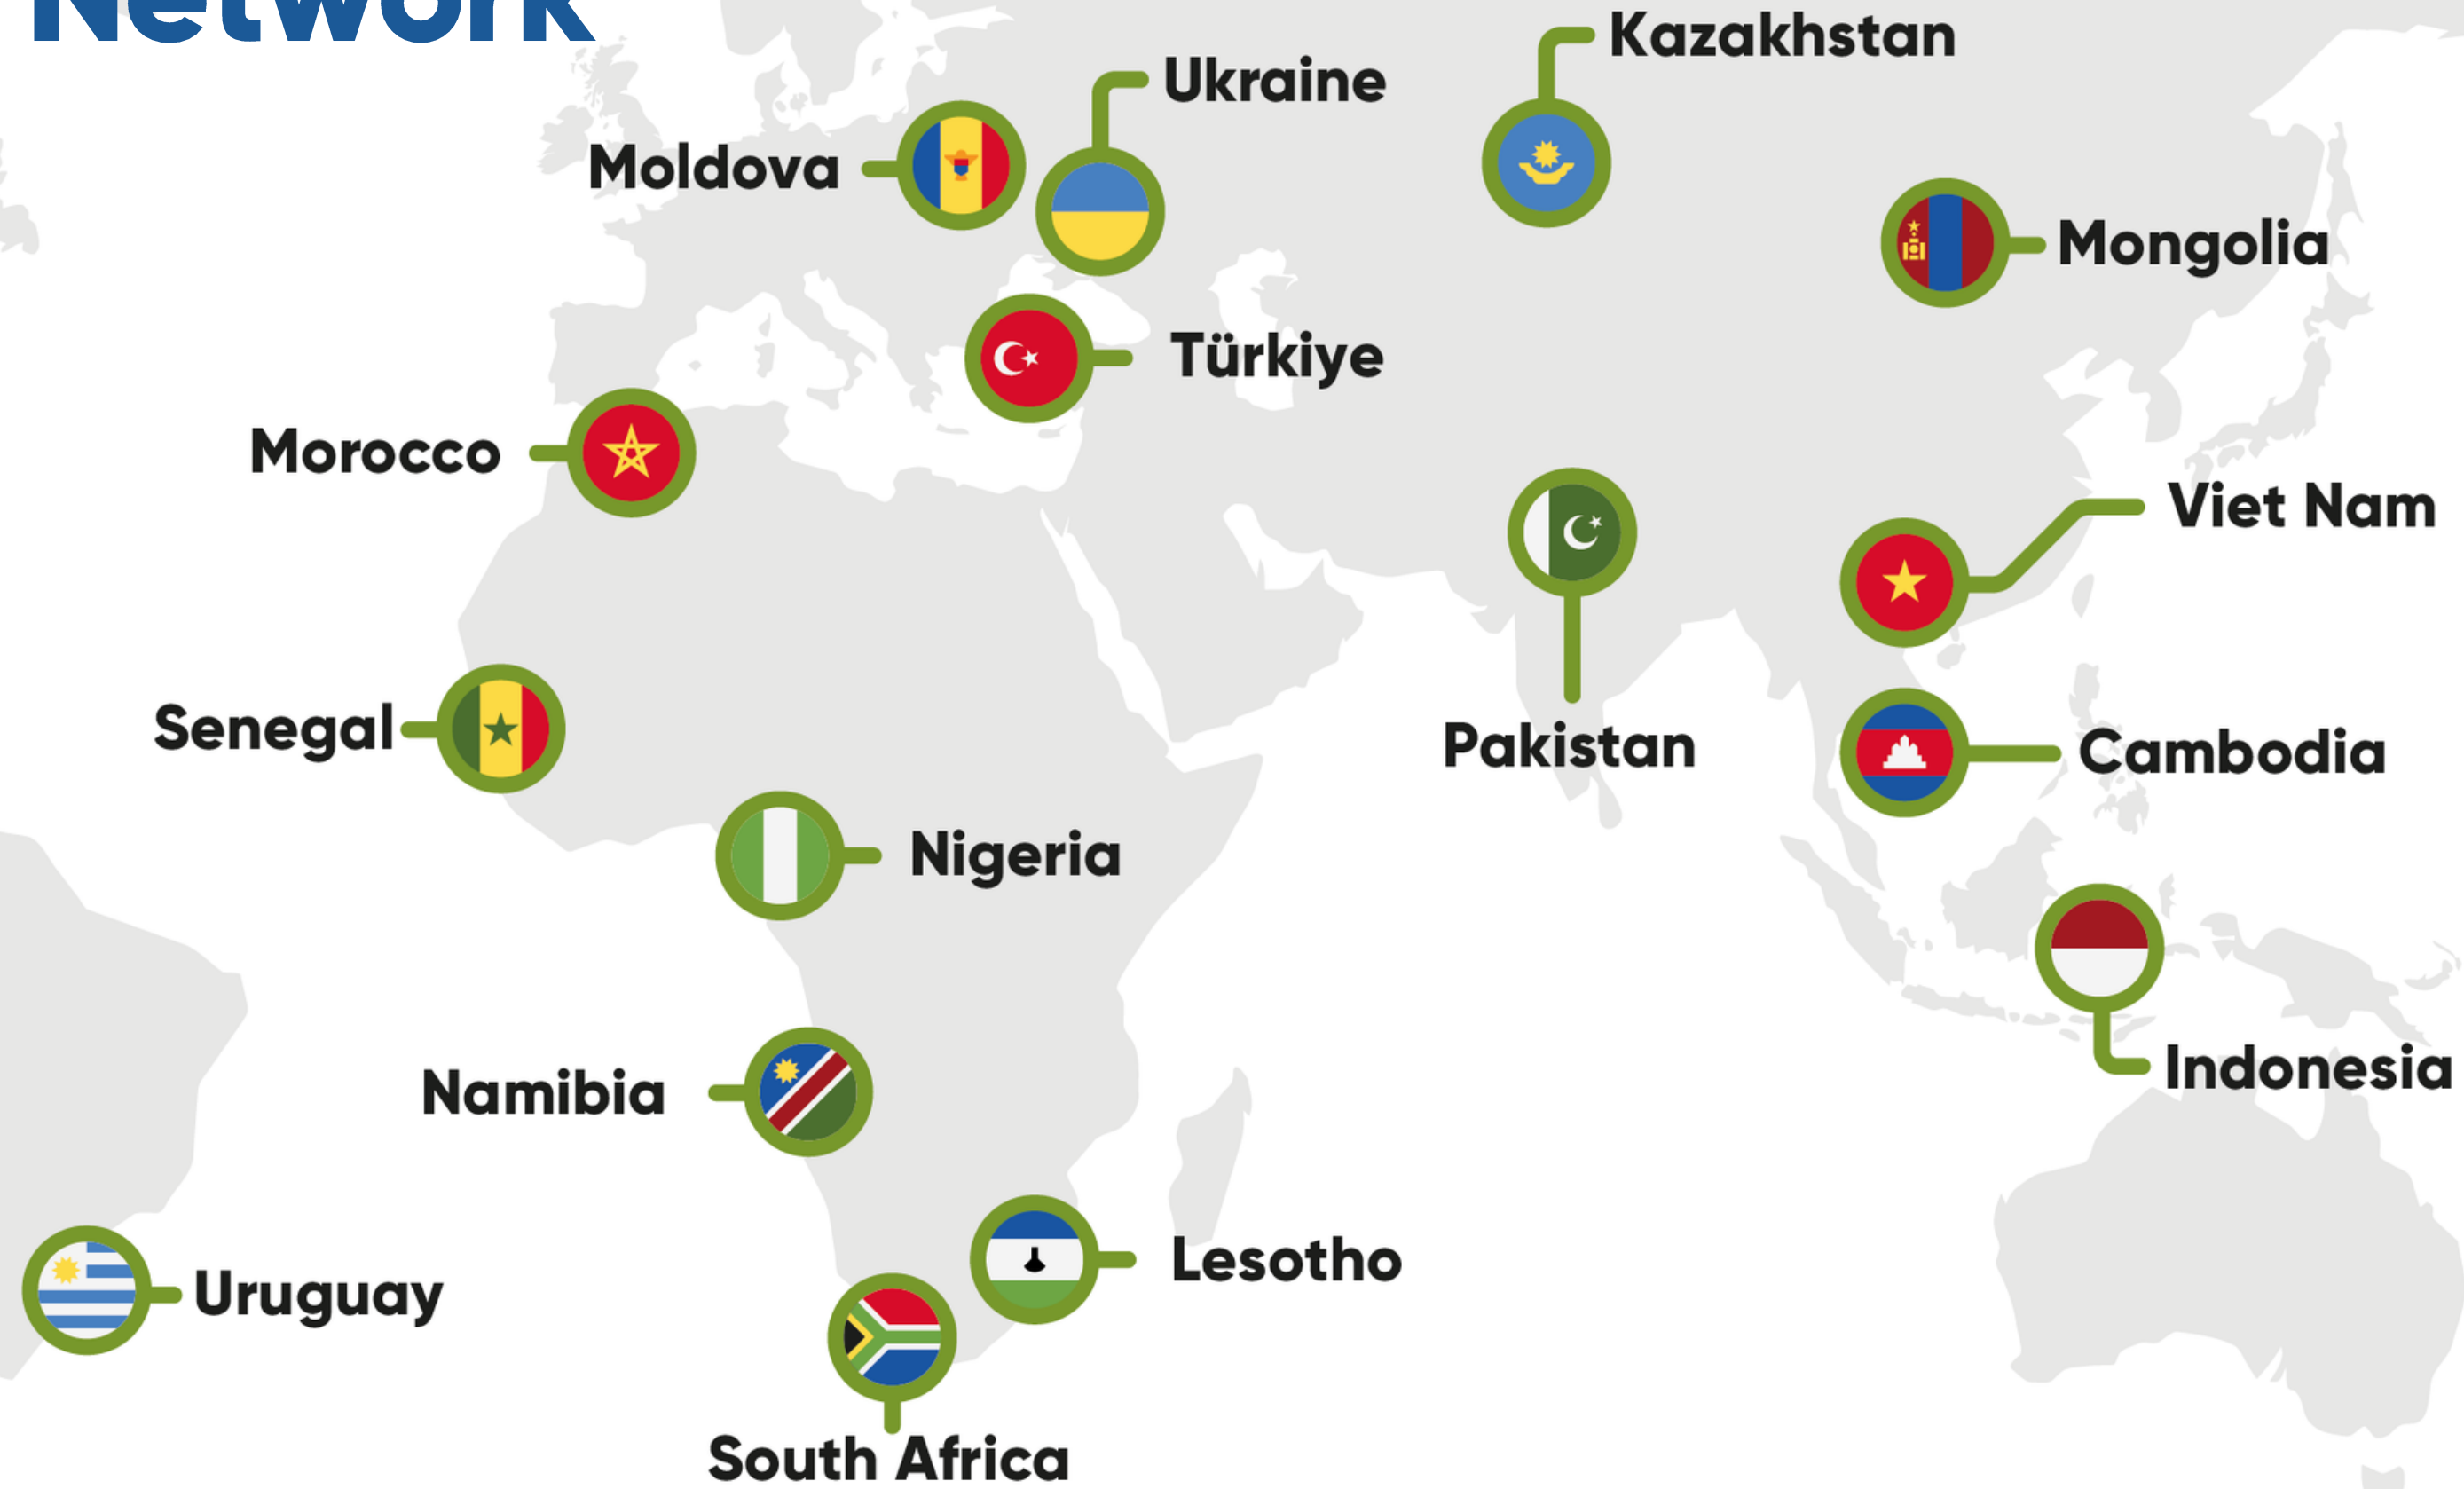 Network
Kazakhstan
Ukraine
Moldova
Mongolia
Türkiye
Morocco
Viet Nam
Senegal
Pakistan
Cambodia
Nigeria
Indonesia
Namibia
Lesotho
Uruguay
South Africa